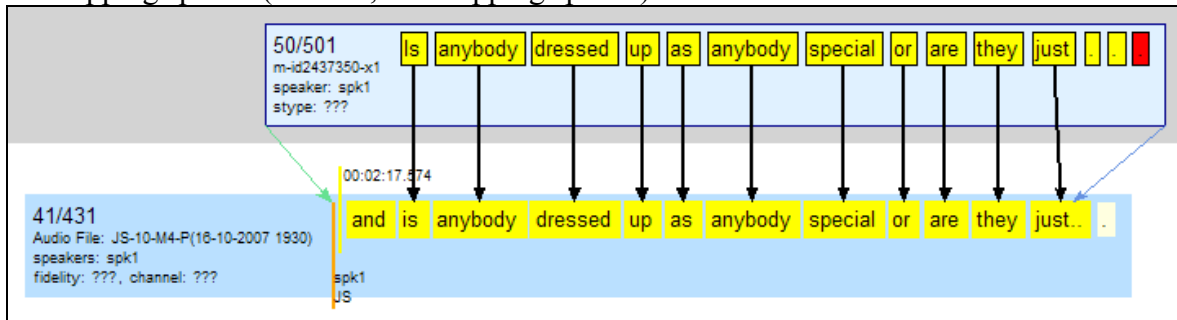 50/501
m-id2437350-x1
speaker: spk1
stype: ???
Is anybody dressed up as anybody special or are they just . . .
00:02:17.574
41/431
Audio File: JS-10-M4-P(16-10-2007 1930)
speakers: spk1
fidelity: ???, channel: ???
and is anybody dressed up as anybody special or are they just.. .
spk1
JS